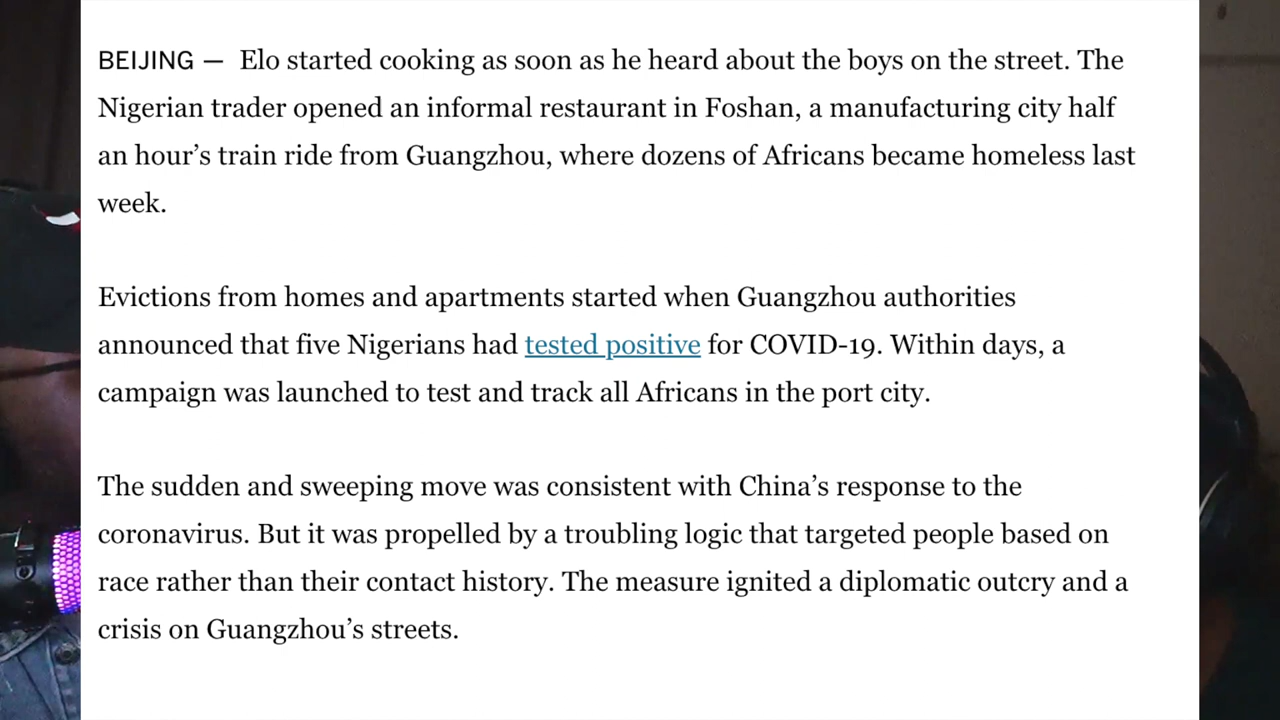 BEIJING — Elo started cooking as soon as he heard about the boys on the street. The
Nigerian trader opened an informal restaurant in Foshan, a manufacturing city half
an hour’s train ride from Guangzhou, where dozens of Africans became homeless last
week.
Evictions from homes and apartments started when Guangzhou authorities
announced that five Nigerians had tested positive for COVID-19. Within days, a
campaign was launched to test and track all Africans in the port city.
The sudden and sweeping move was consistent with China’s response to the
coronavirus. But it was propelled by a troubling logic that targeted people based on
race rather than their contact history. The measure ignited a diplomatic outcry and a
crisis on Guangzhou’s streets.